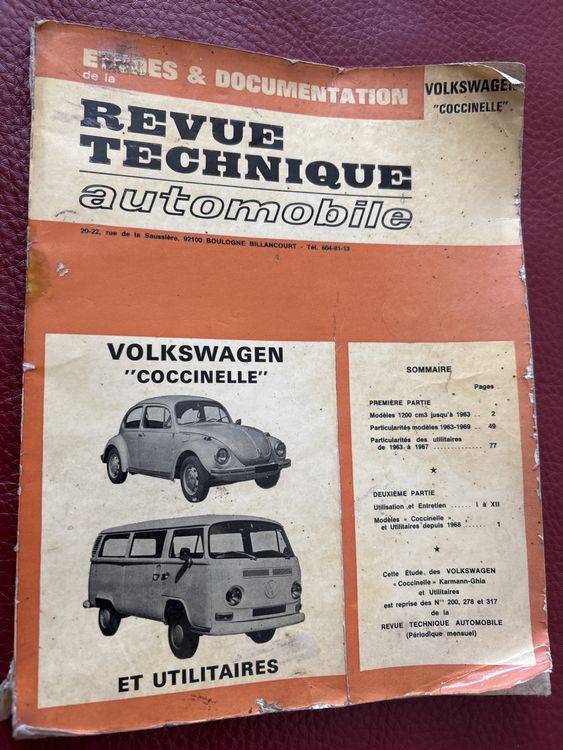 ETUDES & DOCUMENTATION
de la
VOLKSWAGEN
"COCCINELLE"
REVUE
TECHNIQUE
automobile
20-22, rue de la Saussière, 92100 BOULOGNE BILLANCOURT - Tél. 604-81-13
VOLKSWAGEN
"COCCINELLE"
ET UTILITAIRES
SOMMAIRE
Pages
PREMIÈRE PARTIE
Modèles 1200 cm3 jusqu'à 1963 .. 2
Particularités modèles 1963-1969 .. 49
Particularités des utilitaires
de 1963 à 1967 .............. 77
DEUXIÈME PARTIE
Utilisation et Entretien ...... I à XII
Modèles « Coccinelle »
et Utilitaires depuis 1968 ...... 1
Cette Étude des VOLKSWAGEN
« Coccinelle » Karmann-Ghia
et Utilitaires
est reprise des Nos 200, 278 et 317
de la
REVUE TECHNIQUE AUTOMOBILE
(Périodique mensuel)